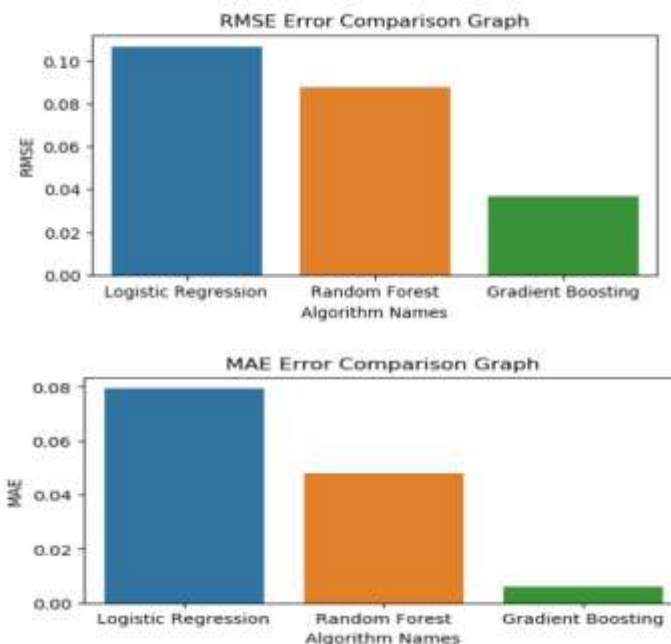 RMSE Error Comparison Graph
0.10
0.08
0.06
0.04
0.02
0.00
RMSE
Logistic Regression Random Forest Gradient Boosting
Algorithm Names
MAE Error Comparison Graph
0.08
0.06
0.04
0.02
0.00
MAE
Logistic Regression Random Forest Gradient Boosting
Algorithm Names